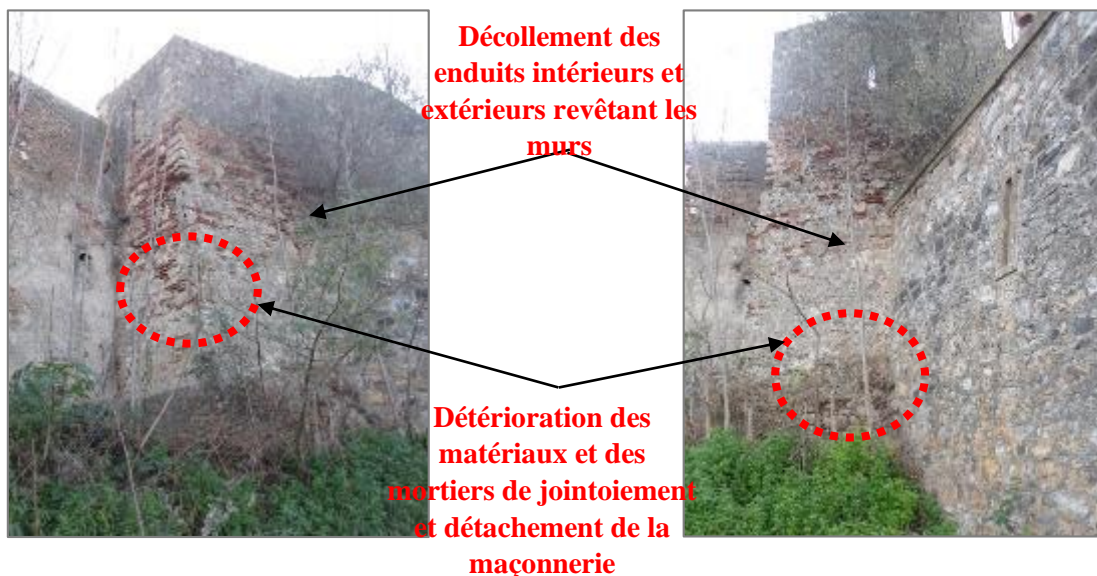 Décollement des
enduits intérieurs et
extérieurs revêtant les
murs
Détérioration des
matériaux et des
mortiers de jointoiement
et détachement de la
maçonnerie